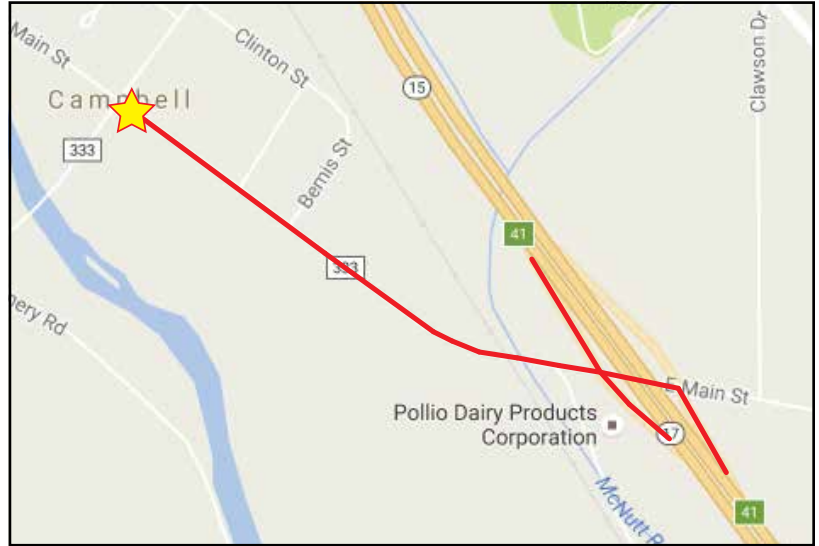 Main St
Clinton St
Clawson Dr
15
Campbell
333
Bemis St
41
333
nery Rd
E Main St
Pollio Dairy Products
Corporation
17
McNutt R
41